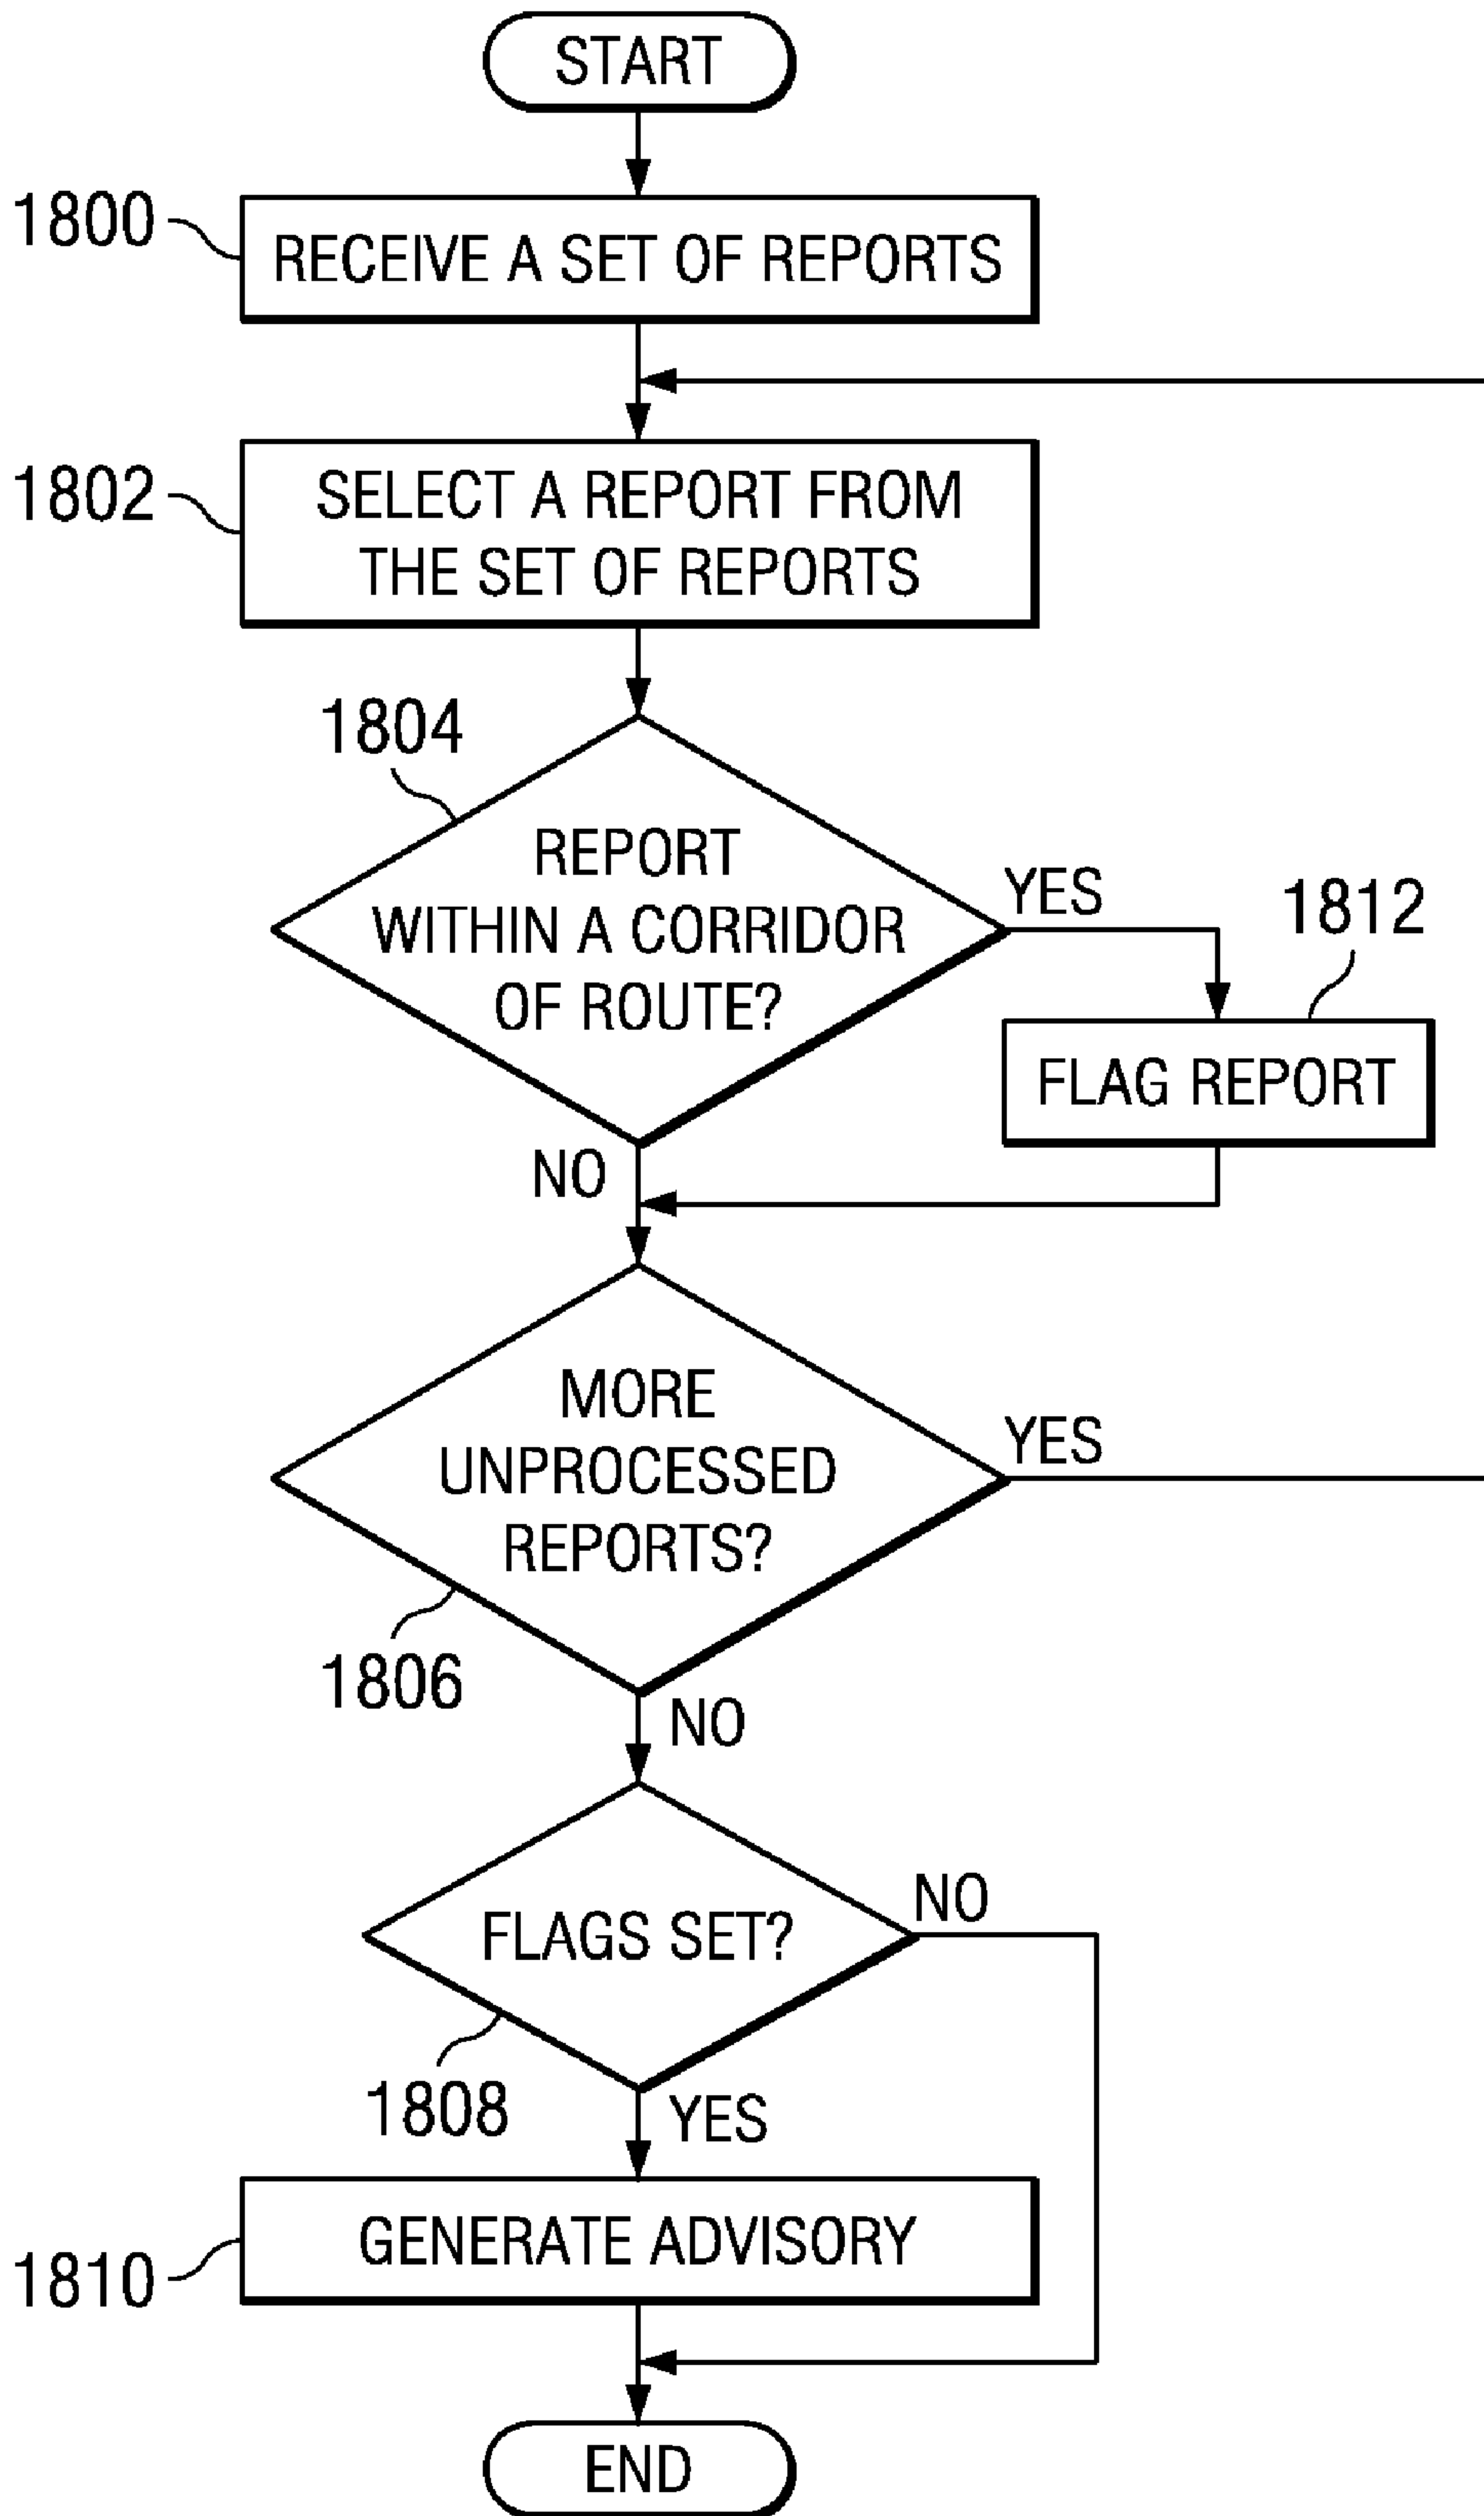 START
1800
RECEIVE A SET OF REPORTS
1802
SELECT A REPORT FROM
THE SET OF REPORTS
1804
REPORT
WITHIN A CORRIDOR
OF ROUTE?
YES
1812
FLAG REPORT
NO
MORE
UNPROCESSED
REPORTS?
YES
1806
NO
FLAGS SET?
NO
1808
YES
GENERATE ADVISORY
1810
END